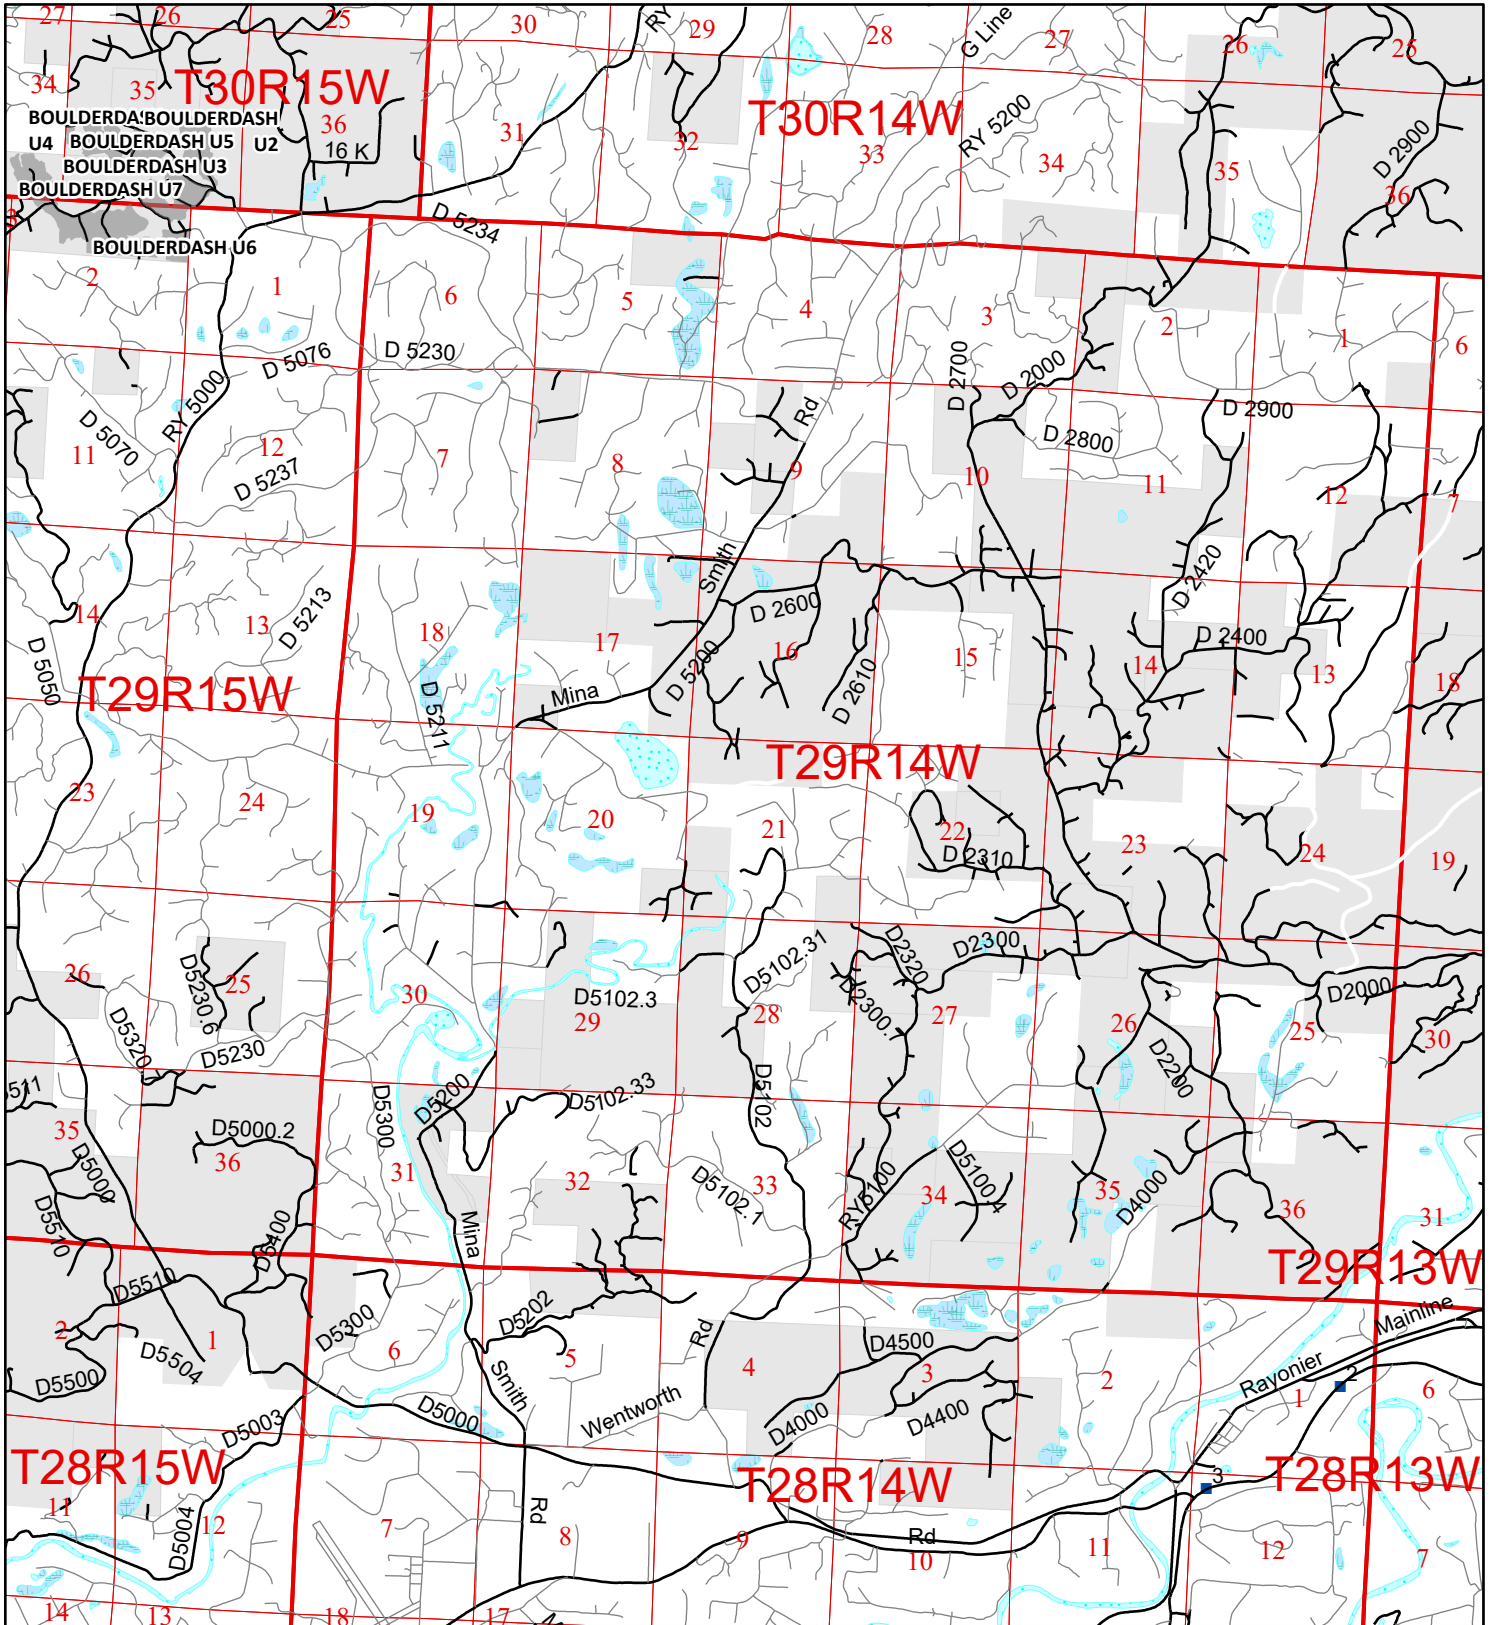 27
26
25
30
RY
29
28
G Line
27
26
25
34
35
T30R15W
36
31
32
T30R14W
33
RY 5200
34
35
D 2900
36
BOULDERDASH
U4
BOULDERDASH U5
U2
16 K
BOULDERDASH U3
BOULDERDASH U7
3
BOULDERDASH U6
D 5234
2
1
6
5
4
3
2
1
6
D 5076
D 5230
RY 5000
D 5070
11
12
D 5237
7
8
Rd
9
D 2700
D 2000
D 2800
10
11
D 2900
12
7
Smith
14
D 5050
13
D 5213
18
17
D 2600
16
D 5200
D 2610
15
D 2420
D 2400
14
13
18
T29R15W
D 5211
Mina
T29R14W
23
24
19
20
21
22
D 2310
23
24
19
26
25
D5230.6
30
D5102.3
29
D5102.31
28
D2320
D2300
D2300.7
27
26
D2000
25
30
D5320
D5230
D5300
D5200
D5102.33
D5102
D2200
5511
35
D5000
D5000.2
36
31
32
33
D5102.1
RY5100
34
D5100.4
35
D4000
36
31
D5510
D5400
Mina
T29R13W
D5510
2
1
D5504
D5500
D5300
6
D5202
5
Smith
Rd
4
D4500
3
2
Rayonier
Mainline
1
2
6
D5003
D5000
Wentworth
D4000
D4400
T28R15W
T28R14W
3
T28R13W
11
12
D5004
7
Rd
8
9
Rd
10
11
12
7
14
13
18
17